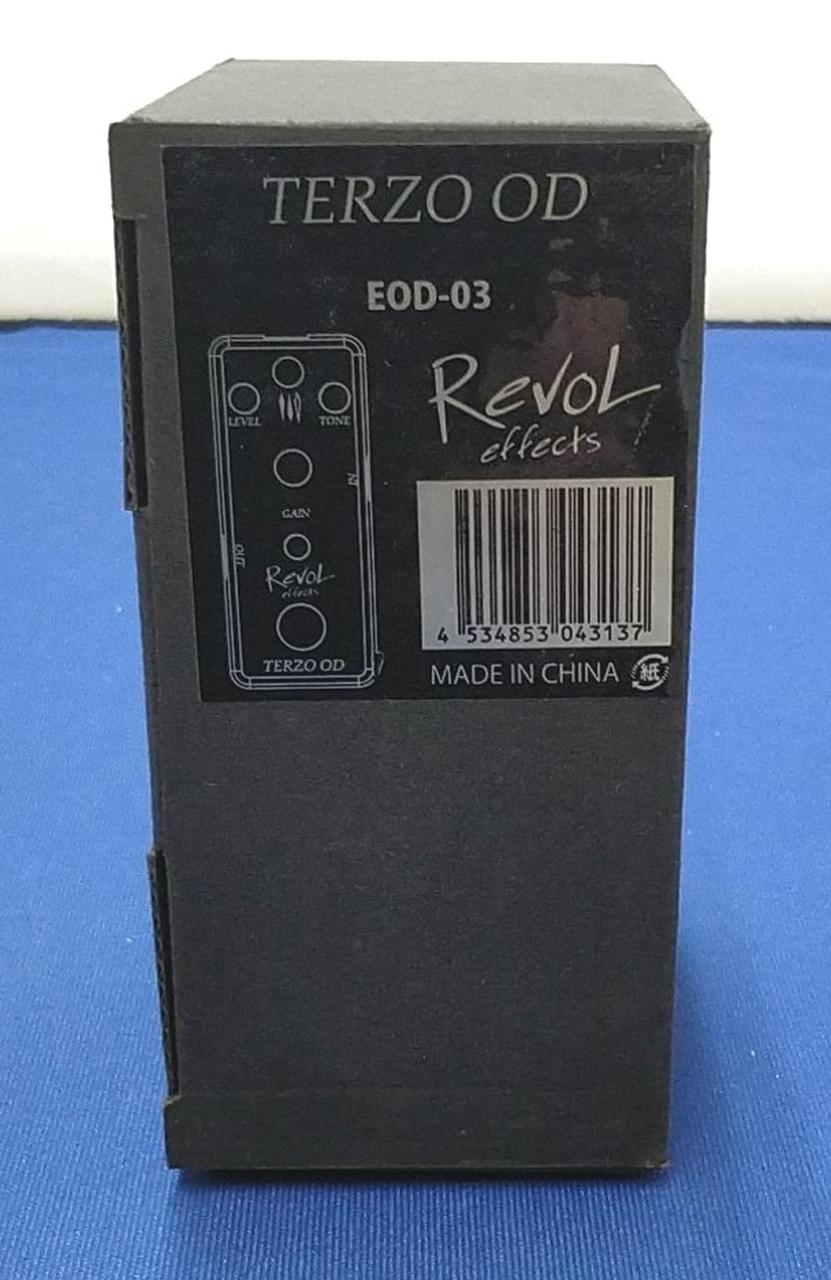 TERZO OD
EOD-03
Revol
effects
LEVEL
TONE
IN
GAIN
OUT
Revol
effects
TERZO OD
4 534853 043137
MADE IN CHINA 紙